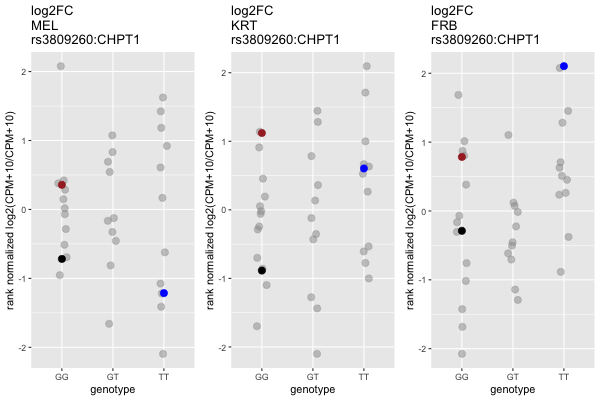 log2FC
MEL
rs3809260:CHPT1
rank normalized log2(CPM+10/CPM+10)
2
1
0
-1
-2
GG
GT
TT
genotype
log2FC
KRT
rs3809260:CHPT1
rank normalized log2(CPM+10/CPM+10)
2
1
0
-1
-2
GG
GT
TT
genotype
log2FC
FRB
rs3809260:CHPT1
rank normalized log2(CPM+10/CPM+10)
2
1
0
-1
-2
GG
GT
TT
genotype